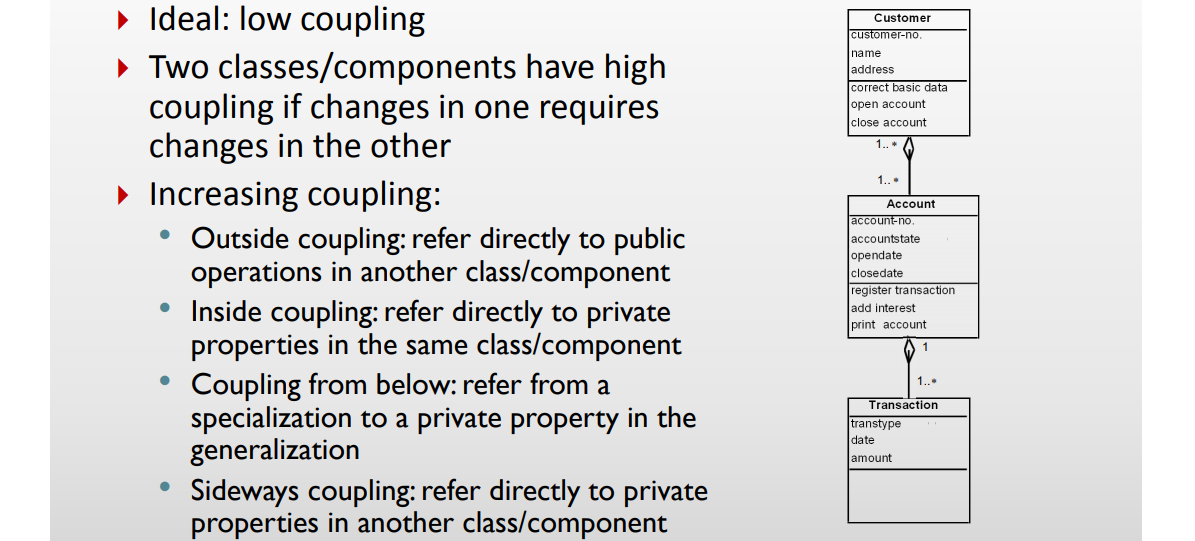 Ideal: low coupling
Two classes/components have high
coupling if changes in one requires
changes in the other
Increasing coupling:
Outside coupling: refer directly to public
operations in another class/component
Inside coupling: refer directly to private
properties in the same class/component
Coupling from below: refer from a
specialization to a private property in the
generalization
Sideways coupling: refer directly to private
properties in another class/component
Customer
customer-no.
name
address
correct basic data
open account
close account
1..*
1..*
Account
account-no.
accountstate
opendate
closedate
register transaction
add interest
print account
1
1..*
Transaction
transtype
date
amount